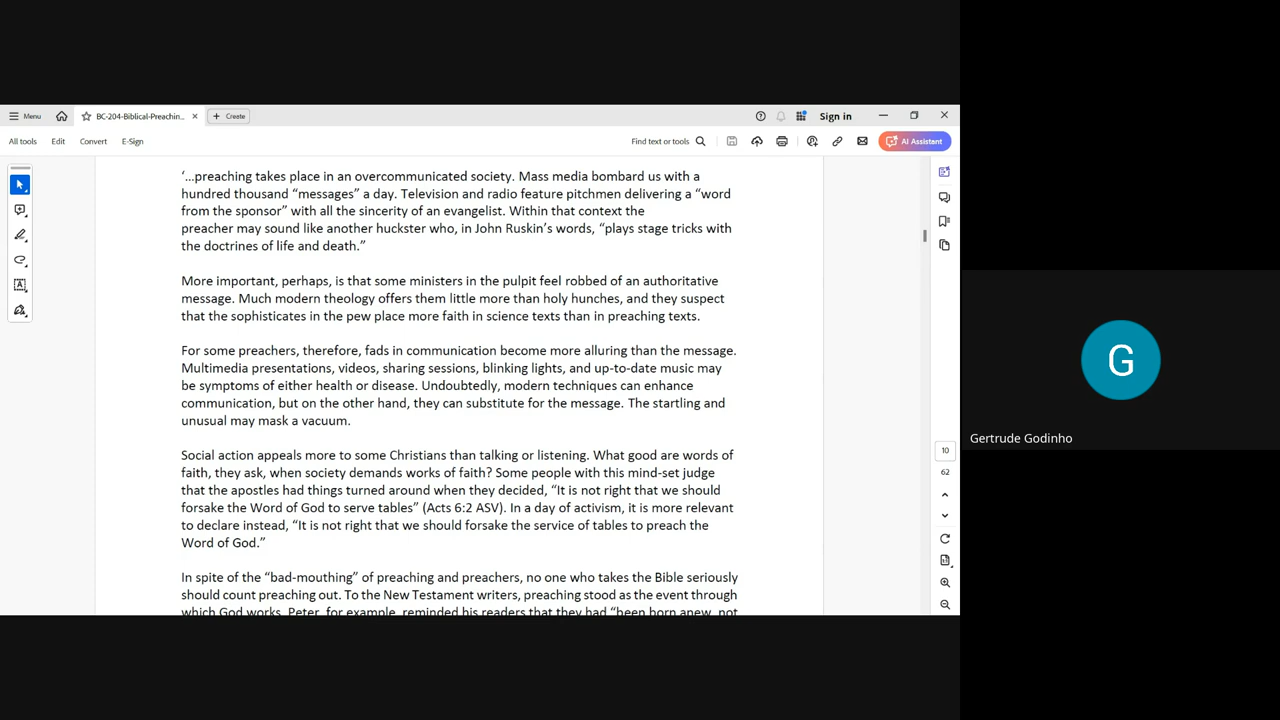 Menu
BC-204-Biblical-Preachin...
Create
Sign in
All tools
Edit
Convert
E-Sign
Find text or tools
AI Assistant
‘...preaching takes place in an overcommunicated society. Mass media bombard us with a
hundred thousand “messages” a day. Television and radio feature pitchmen delivering a “word
from the sponsor” with all the sincerity of an evangelist. Within that context the
preacher may sound like another huckster who, in John Ruskin’s words, “plays stage tricks with
the doctrines of life and death.”
More important, perhaps, is that some ministers in the pulpit feel robbed of an authoritative
message. Much modern theology offers them little more than holy hunches, and they suspect
that the sophisticates in the pew place more faith in science texts than in preaching texts.
For some preachers, therefore, fads in communication become more alluring than the message.
Multimedia presentations, videos, sharing sessions, blinking lights, and up-to-date music may
be symptoms of either health or disease. Undoubtedly, modern techniques can enhance
communication, but on the other hand, they can substitute for the message. The startling and
unusual may mask a vacuum.
Social action appeals more to some Christians than talking or listening. What good are words of
faith, they ask, when society demands works of faith? Some people with this mind-set judge
that the apostles had things turned around when they decided, “It is not right that we should
forsake the Word of God to serve tables” (Acts 6:2 ASV). In a day of activism, it is more relevant
to declare instead, “It is not right that we should forsake the service of tables to preach the
Word of God.”
In spite of the “bad-mouthing” of preaching and preachers, no one who takes the Bible seriously
should count preaching out. To the New Testament writers, preaching stood as the event through
which God works. Peter, for example, reminded his readers that they had “been born anew, not
10
62
G
Gertrude Godinho